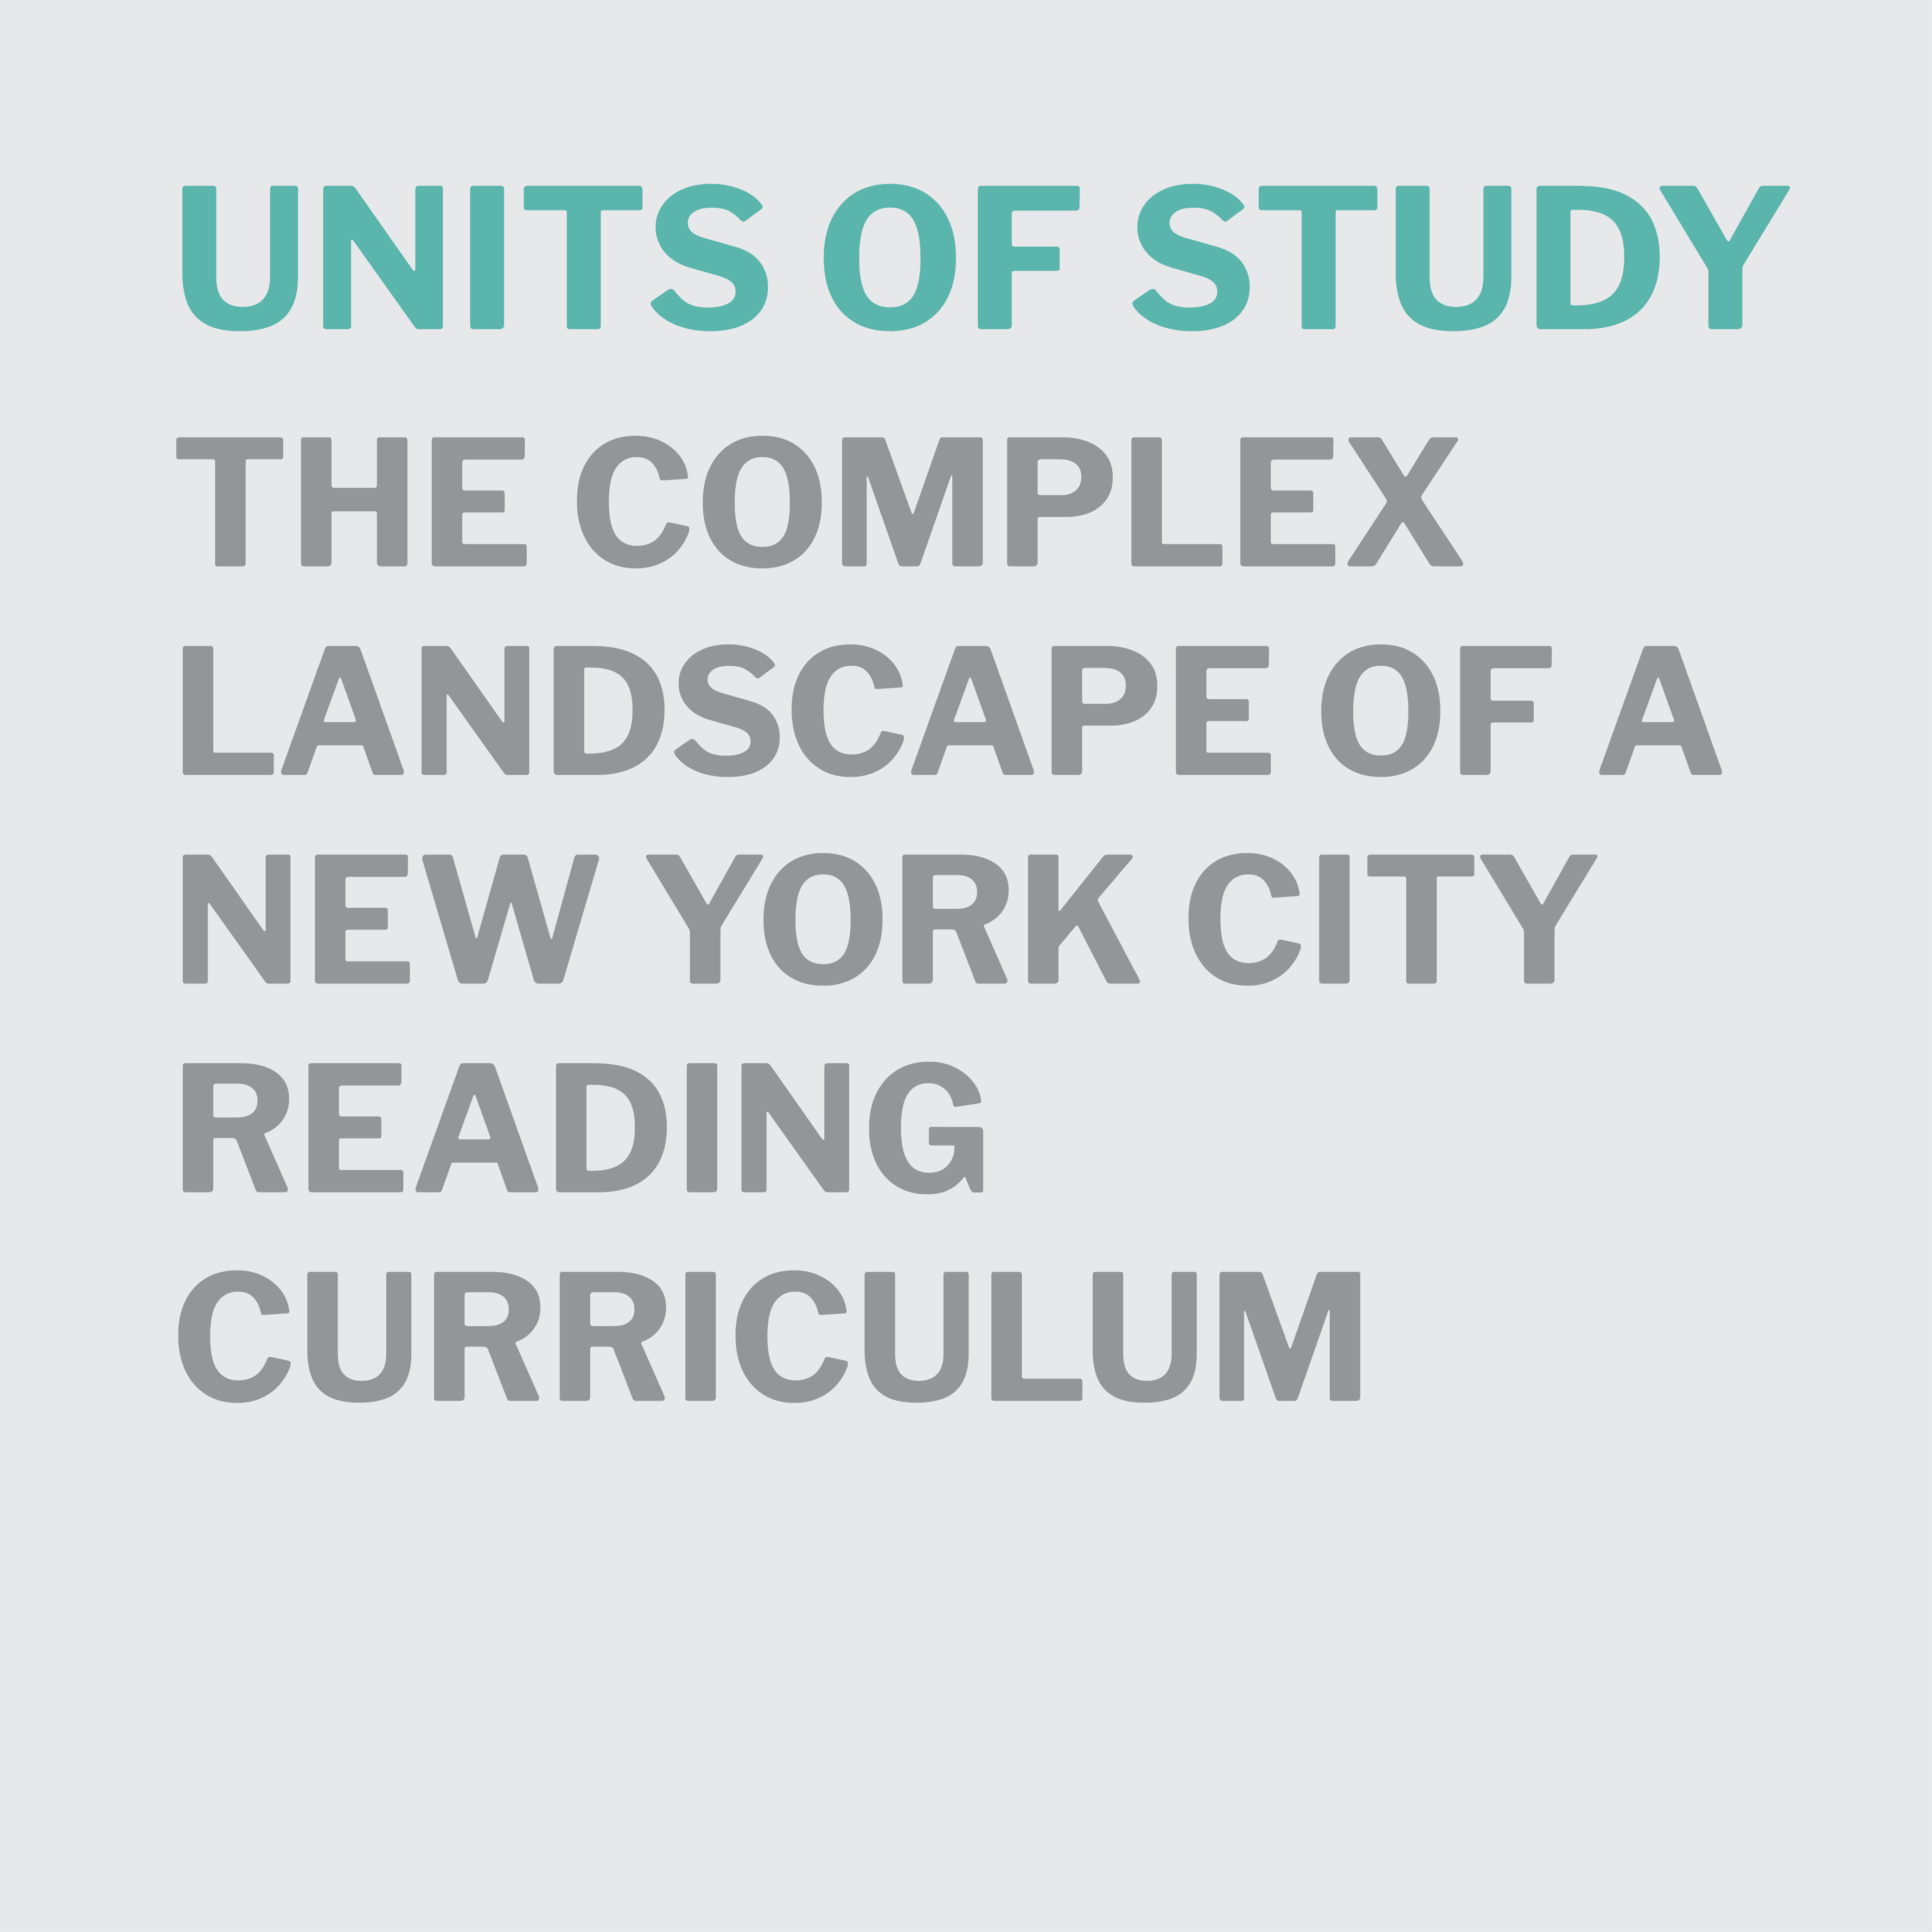 UNITS OF STUDY
THE COMPLEX
LANDSCAPE OF A
NEW YORK CITY
READING
CURRICULUM